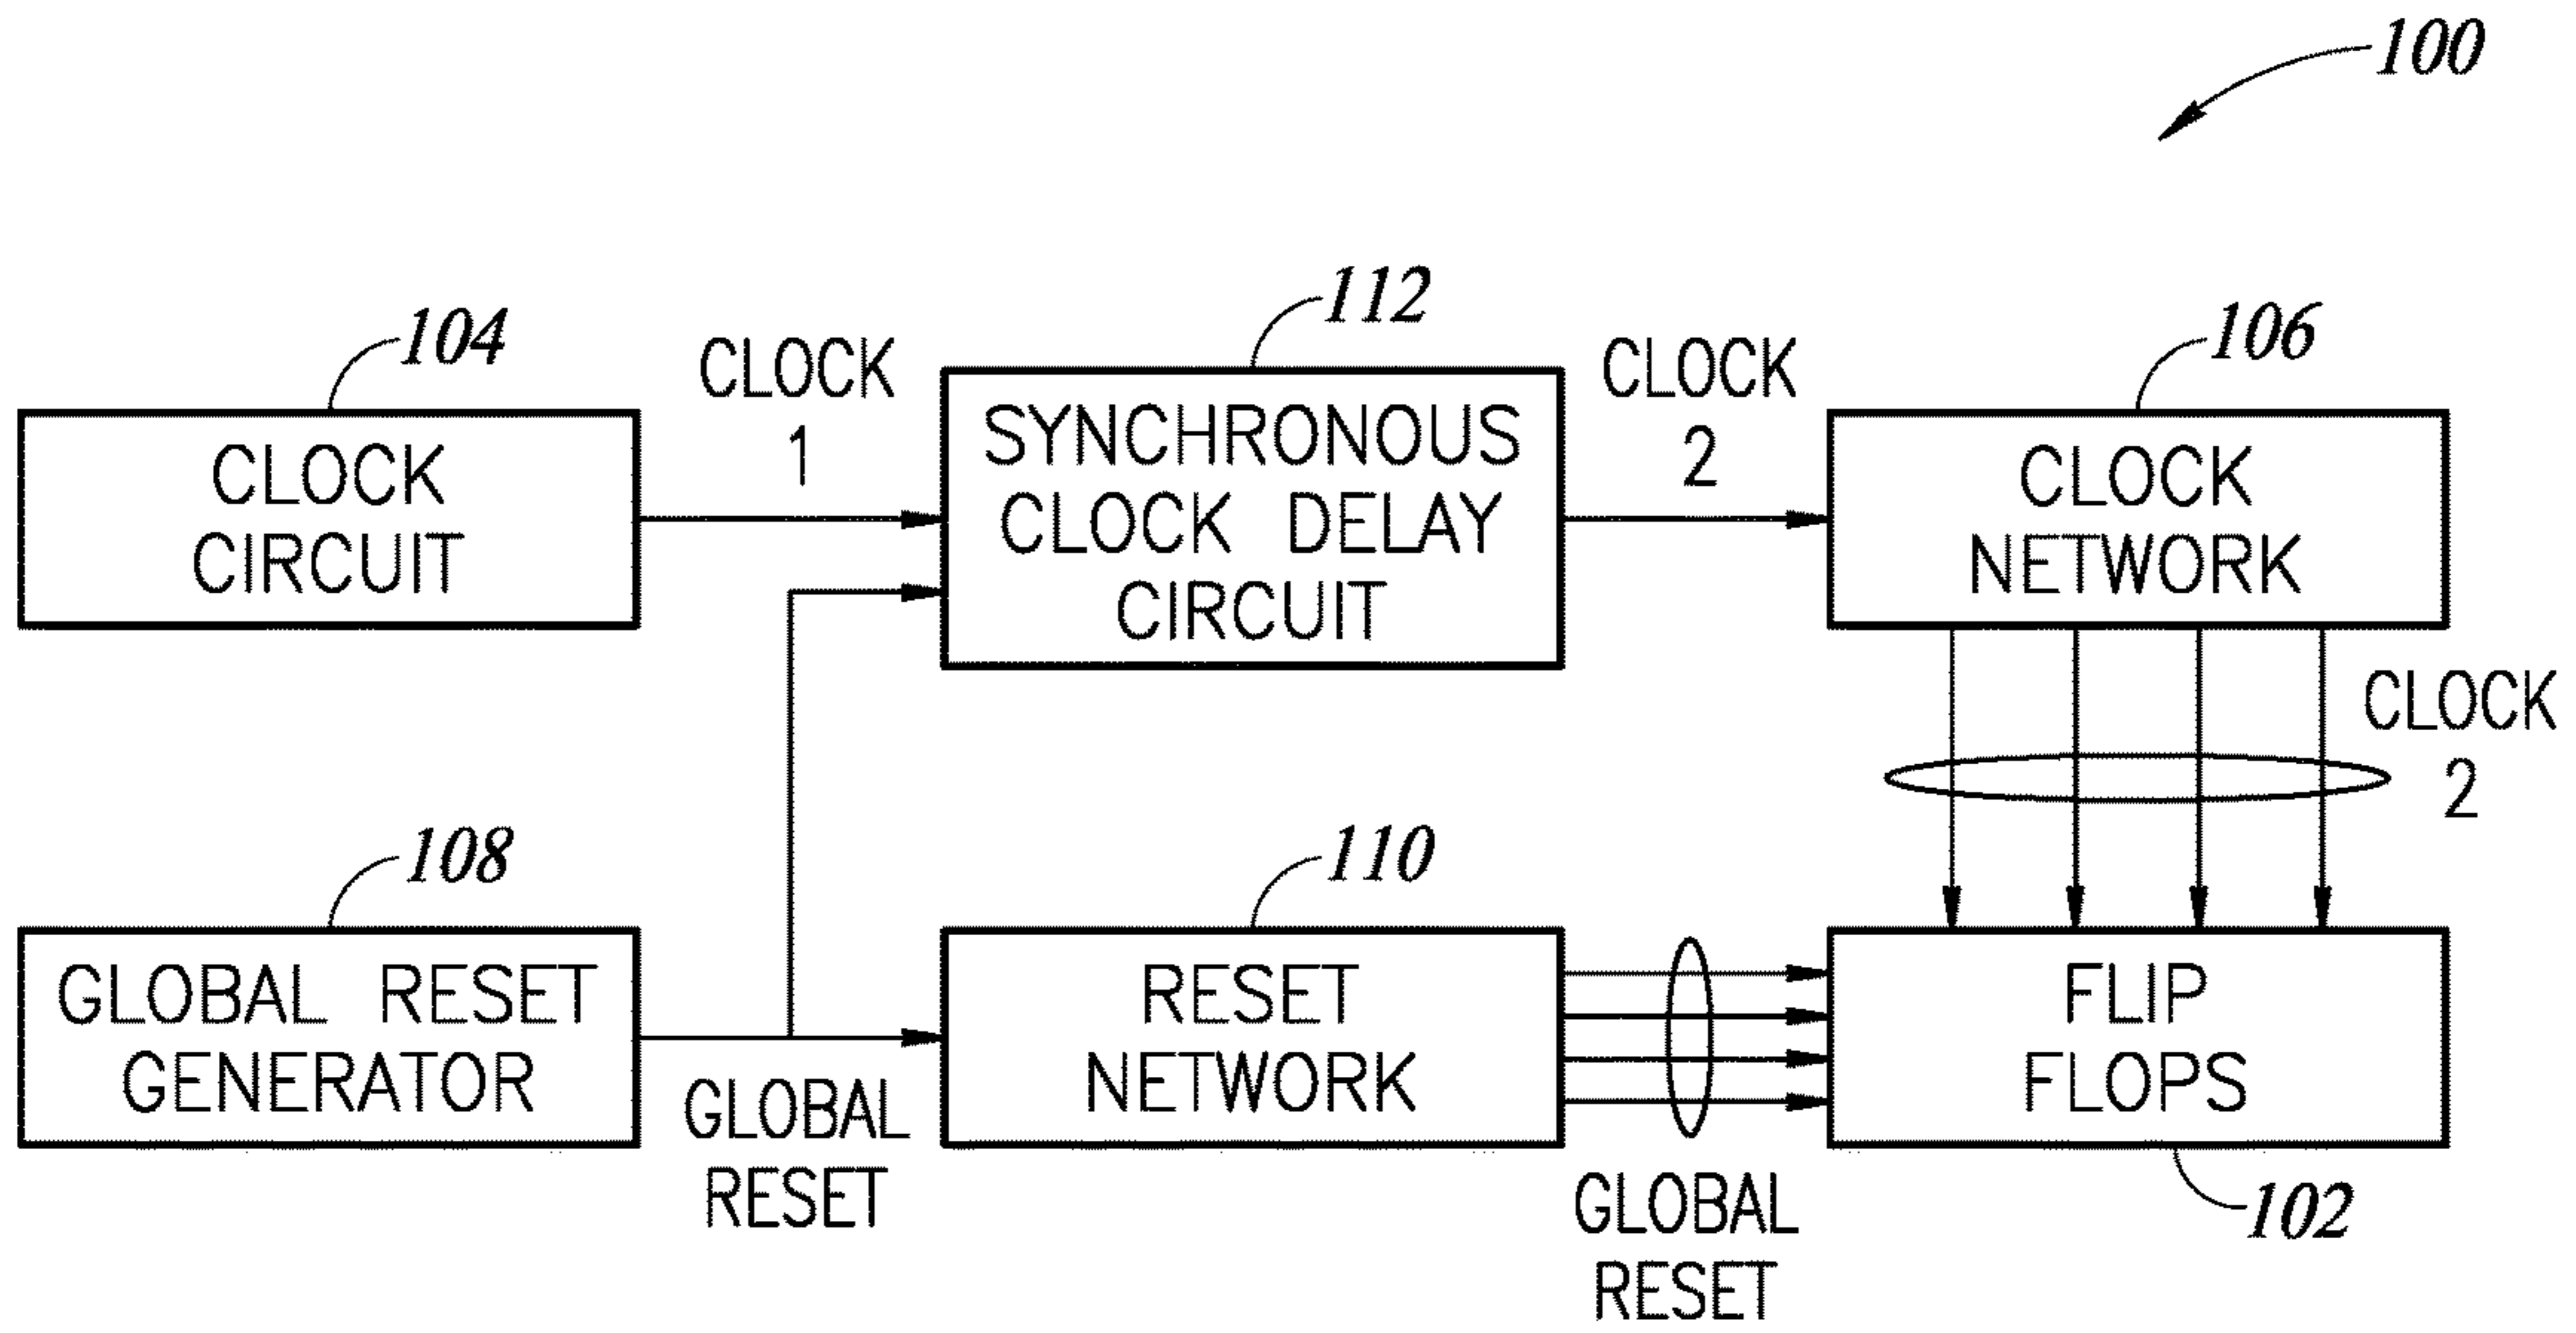 100
104
CLOCK
CIRCUIT
CLOCK
1
112
SYNCHRONOUS
CLOCK DELAY
CIRCUIT
CLOCK
2
106
CLOCK
NETWORK
CLOCK
2
108
GLOBAL RESET
GENERATOR
GLOBAL
RESET
110
RESET
NETWORK
GLOBAL
RESET
FLIP
FLOPS
102